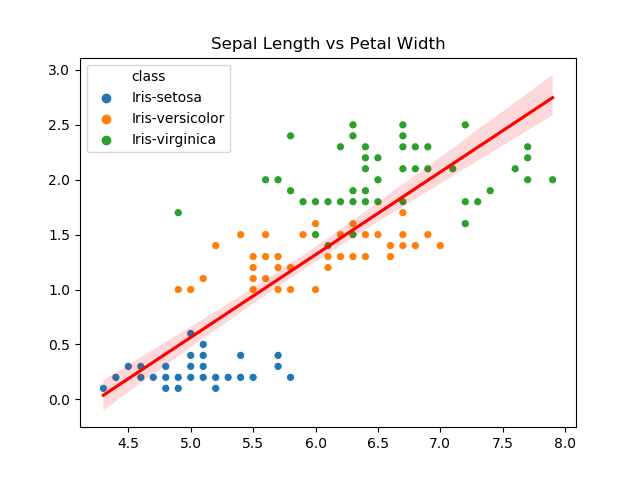 Sepal Length vs Petal Width
3.0
2.5
2.0
1.5
1.0
0.5
0.0
class
Iris-setosa
Iris-versicolor
Iris-virginica
4.5 5.0 5.5 6.0 6.5 7.0 7.5 8.0